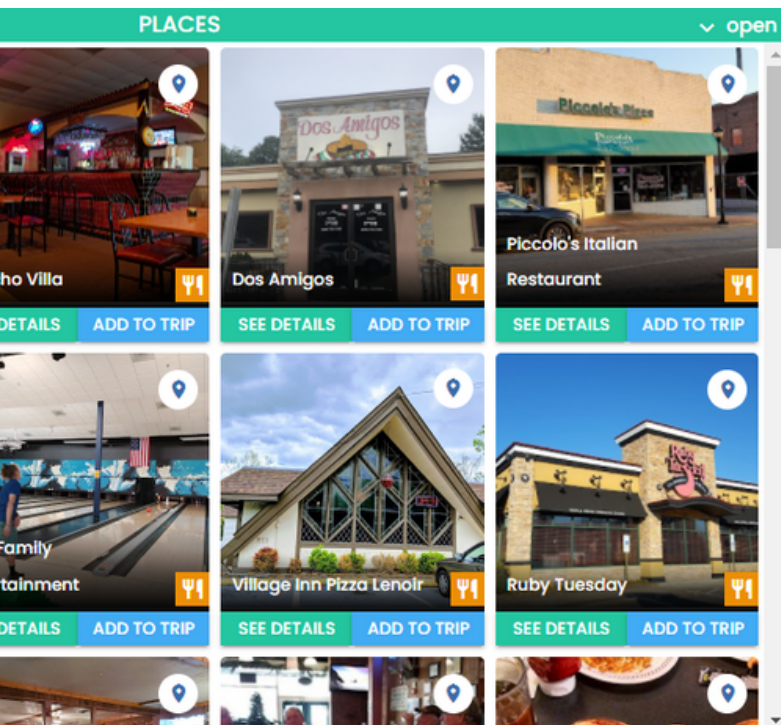 PLACES
open
Dos Amigos
Piccolo's Pizza
ho Villa
Dos Amigos
Piccolo's Italian
Restaurant
DETAILS
ADD TO TRIP
SEE DETAILS
ADD TO TRIP
SEE DETAILS
ADD TO TRIP
Ruby
Tuesday
Family
tainment
Village Inn Pizza Lenoir
Ruby Tuesday
DETAILS
ADD TO TRIP
SEE DETAILS
ADD TO TRIP
SEE DETAILS
ADD TO TRIP